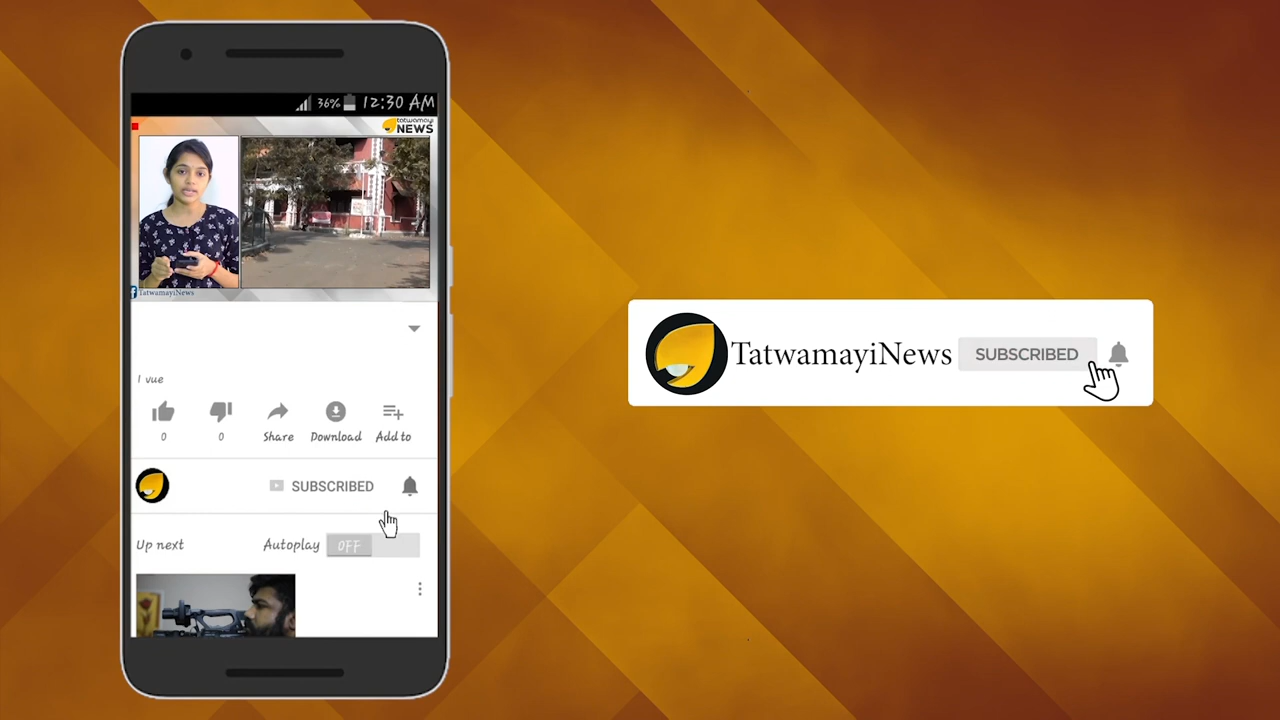 36% 12:30 AM
tatwamayi
NEWS
f TatwamayiNews
1 vue
0 0 Share Download Add to
SUBSCRIBED
Up next Autoplay OFF
TatwamayiNews SUBSCRIBED